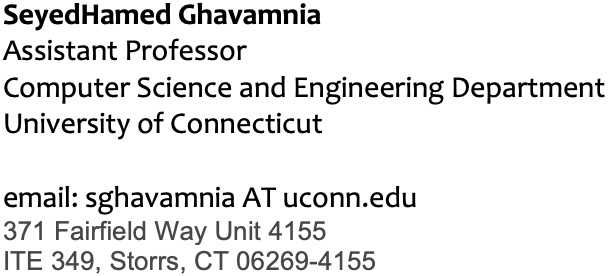 SeyedHamed Ghavamnia
Assistant Professor
Computer Science and Engineering Department
University of Connecticut
email: sghavamnia AT uconn.edu
371 Fairfield Way Unit 4155
ITE 349, Storrs, CT 06269-4155